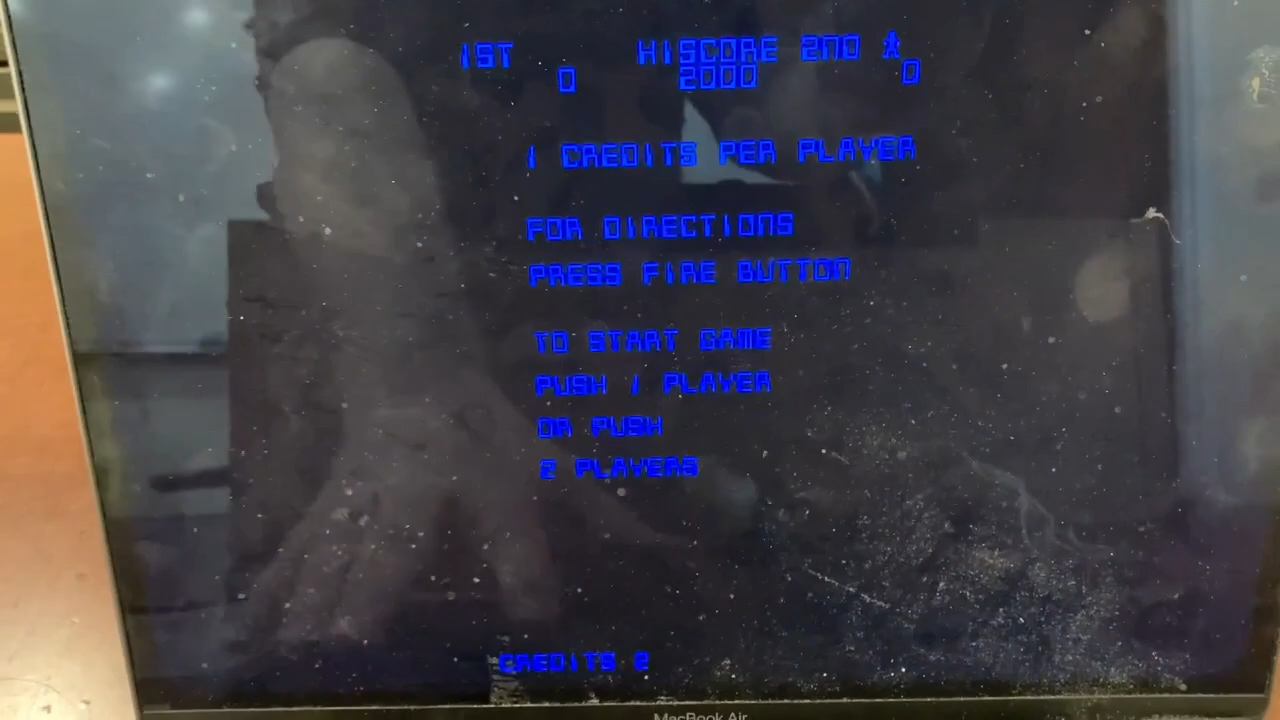 1ST HISCORE 2ND
0 2000 0
1 CREDITS PER PLAYER
FOR DIRECTIONS
PRESS FIRE BUTTON
TO START GAME
PUSH 1 PLAYER
OR PUSH
2 PLAYERS
CREDITS 2
MacBook Air